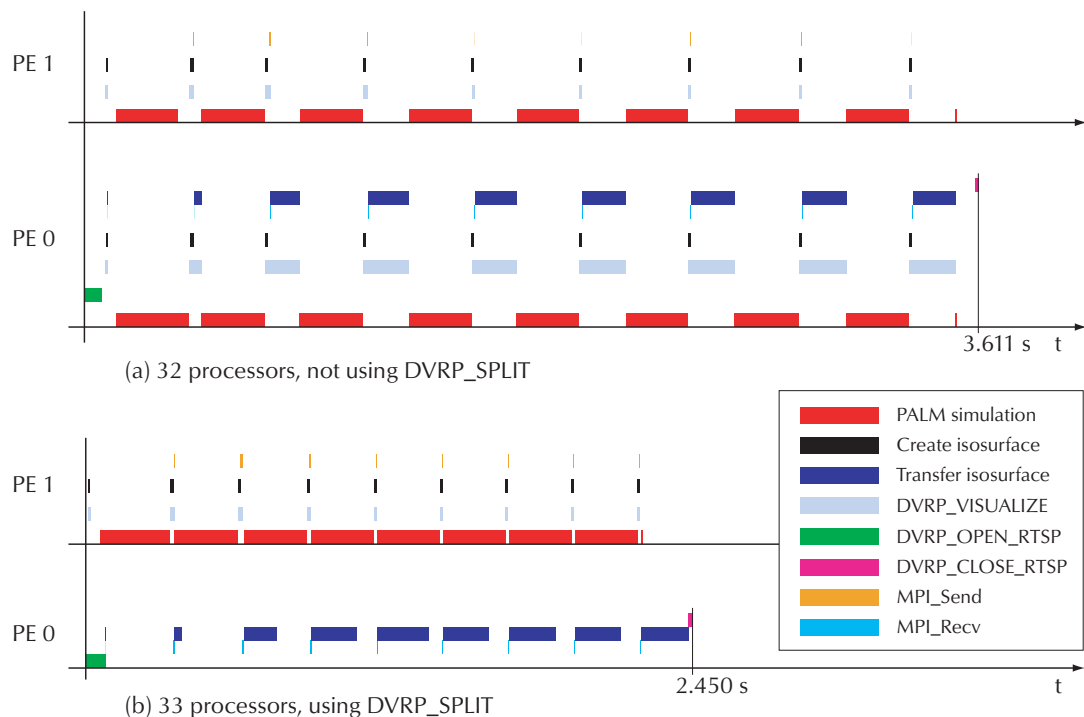 PE 1
PE 0
3.611 s t
(a) 32 processors, not using DVRP_SPLIT
PALM simulation
Create isosurface
Transfer isosurface
DVRP_VISUALIZE
DVRP_OPEN_RTSP
DVRP_CLOSE_RTSP
MPI_Send
MPI_Recv
PE 1
PE 0
2.450 s t
(b) 33 processors, using DVRP_SPLIT